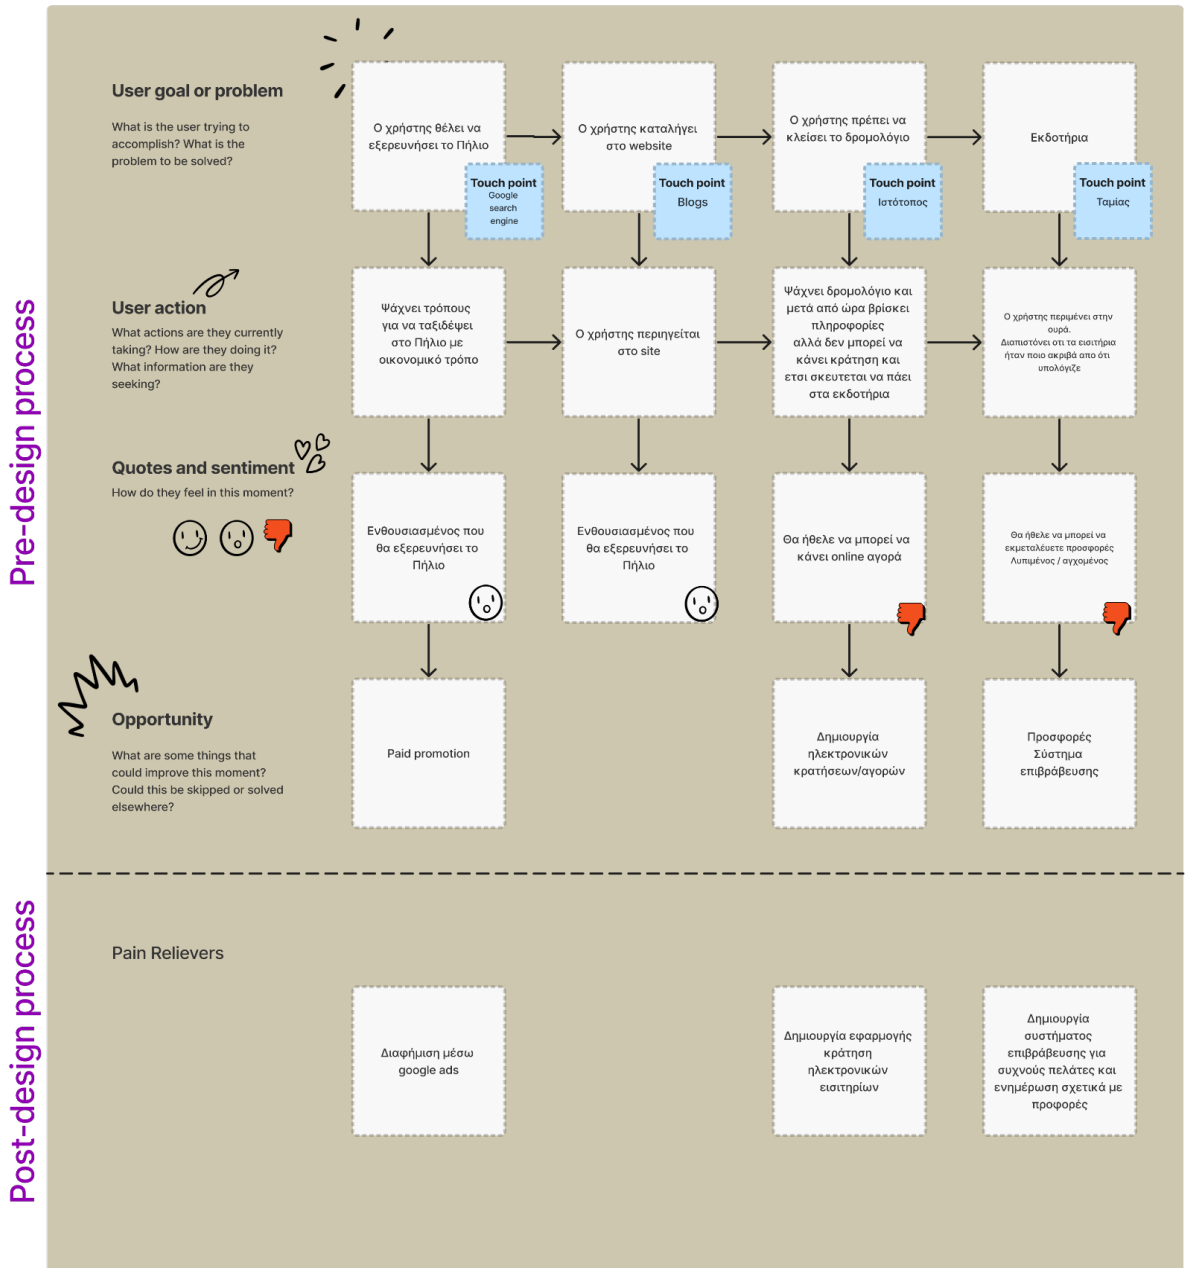 Pre-design process
User goal or problem
What is the user trying to
accomplish? What is the
problem to be solved?
Ο χρήστης θέλει να
εξερευνήσει το Πήλιο
Touch point
Google
search
engine
Ο χρήστης καταλήγει
στο website
Touch point
Blogs
Ο χρήστης πρέπει να
κλείσει το δρομολόγιο
Touch point
Ιστότοπος
Εκδοτήρια
Touch point
Ταμίας
User action
What actions are they currently
taking? How are they doing it?
What information are they
seeking?
Ψάχνει τρόπους
για να ταξιδέψει
στο Πήλιο με
οικονομικό τρόπο
Ο χρήστης περιηγείται
στο site
Ψάχνει δρομολόγιο και
μετά από ώρα βρίσκει
πληροφορίες
αλλά δεν μπορεί να
κάνει κράτηση και
ετσι σκευτεται να πάει
στα εκδοτήρια
Ο χρήστης περιμένει στην
ουρά.
Διαπιστόνει οτι τα εισιτήρια
ήταν ποιο ακριβά απο ότι
υπολόγιζε
Quotes and sentiment
How do they feel in this moment?
Ενθουσιασμένος που
θα εξερευνήσει το
Πήλιο
Ενθουσιασμένος που
θα εξερευνήσει το
Πήλιο
Θα ήθελε να μπορεί να
κάνει online αγορά
Θα ήθελε να μπορεί να
εκμεταλέυετε προσφορές
Λυπιμένος / αγχομένος
Opportunity
What are some things that
could improve this moment?
Could this be skipped or solved
elsewhere?
Paid promotion
Δημιουργία
ηλεκτρονικών
κρατήσεων/αγορών
Προσφορές
Σύστημα
επιβράβευσης
Post-design process
Pain Relievers
Διαφήμιση μέσω
google ads
Δημιουργία εφαρμογής
κράτηση
ηλεκτρονικών
εισιτηρίων
Δημιουργία
συστήματος
επιβράβευσης για
συχνούς πελάτες και
ενημέρωση σχετικά με
προφορές